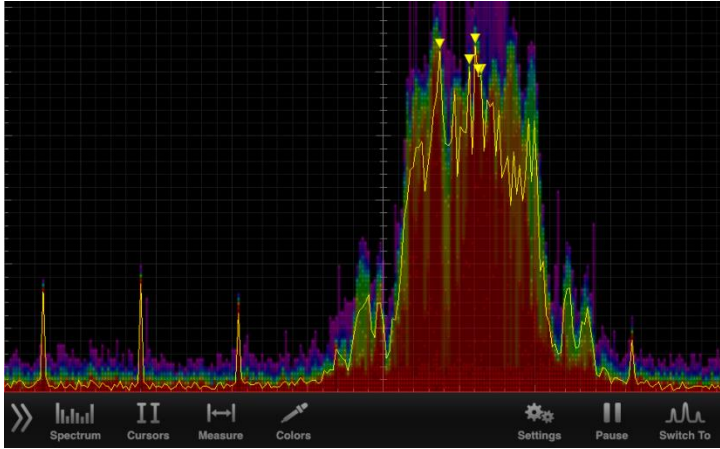 Spectrum
Cursors
Measure
Colors
Settings
Pause
Switch To